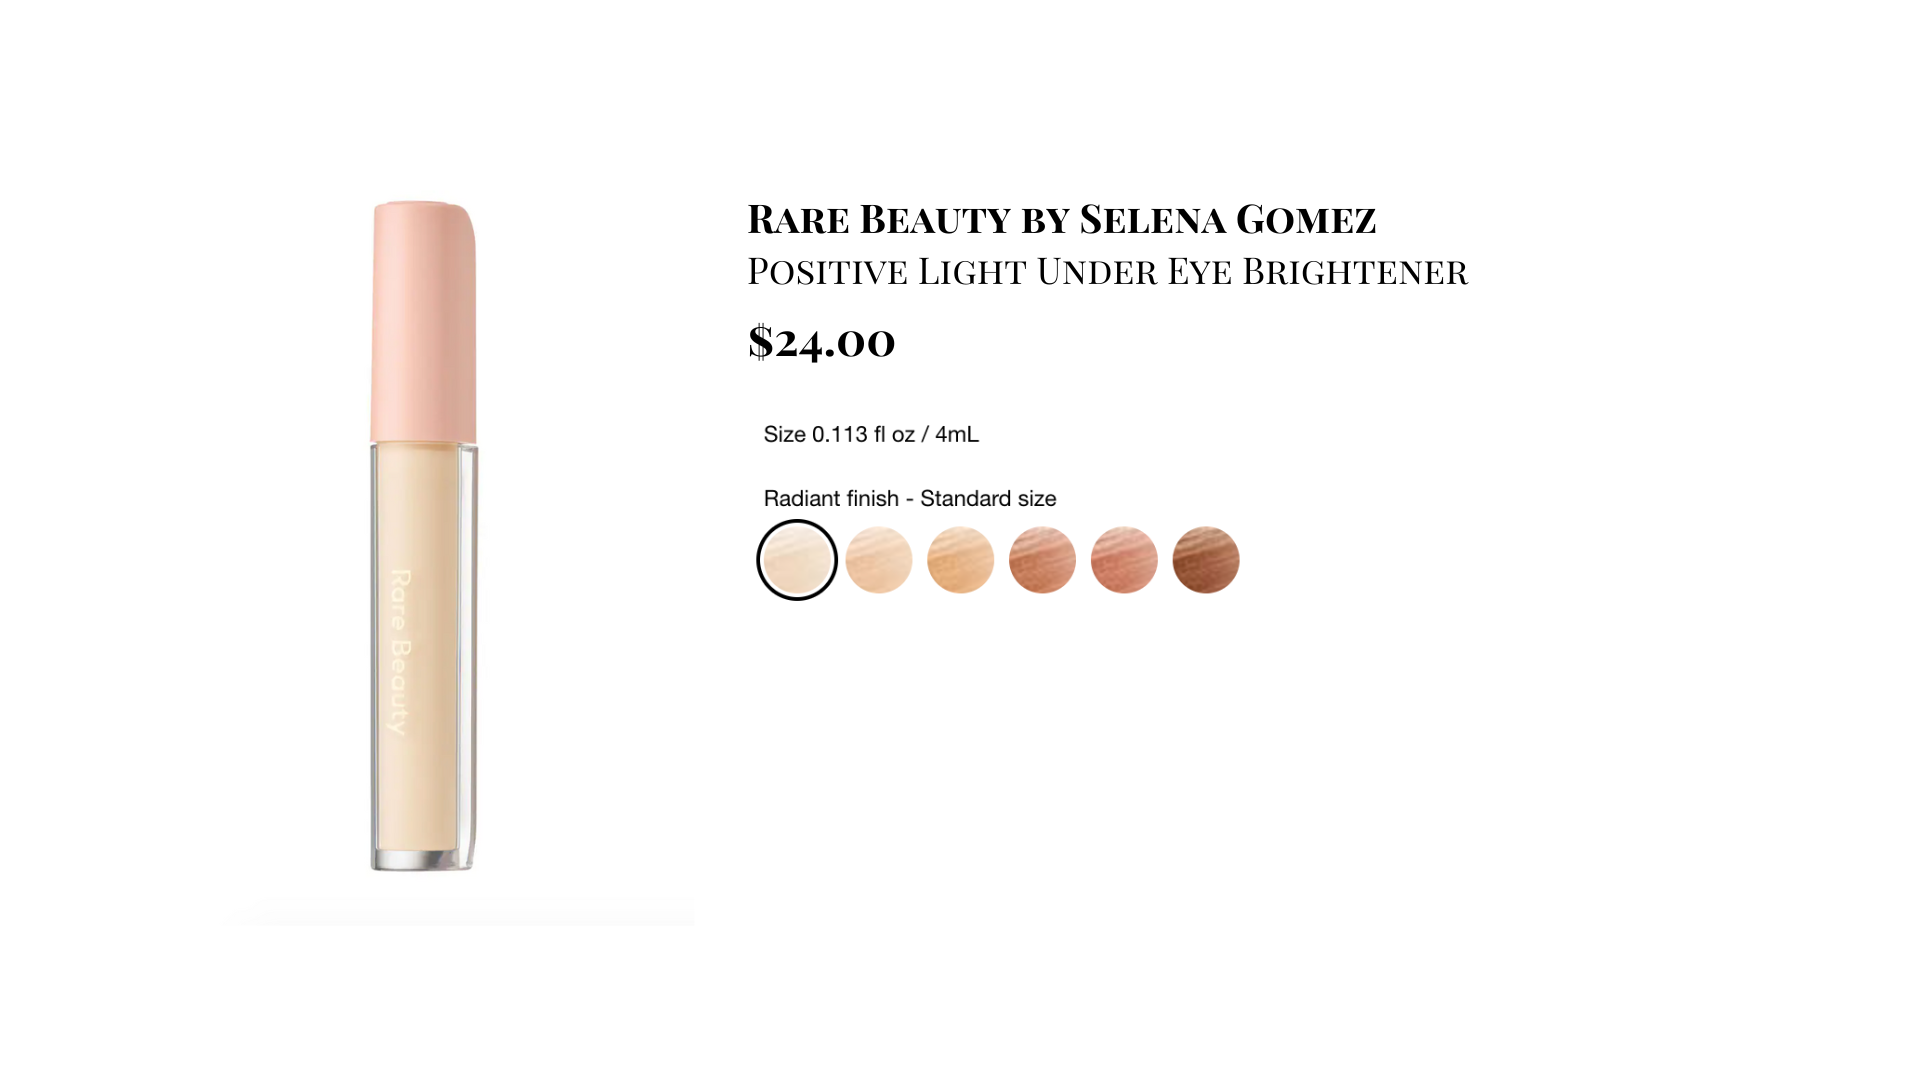 Rare Beauty by Selena Gomez
Positive Light Under Eye Brightener
$24.00
Size 0.113 fl oz / 4mL
Radiant finish - Standard size
Rare Beauty